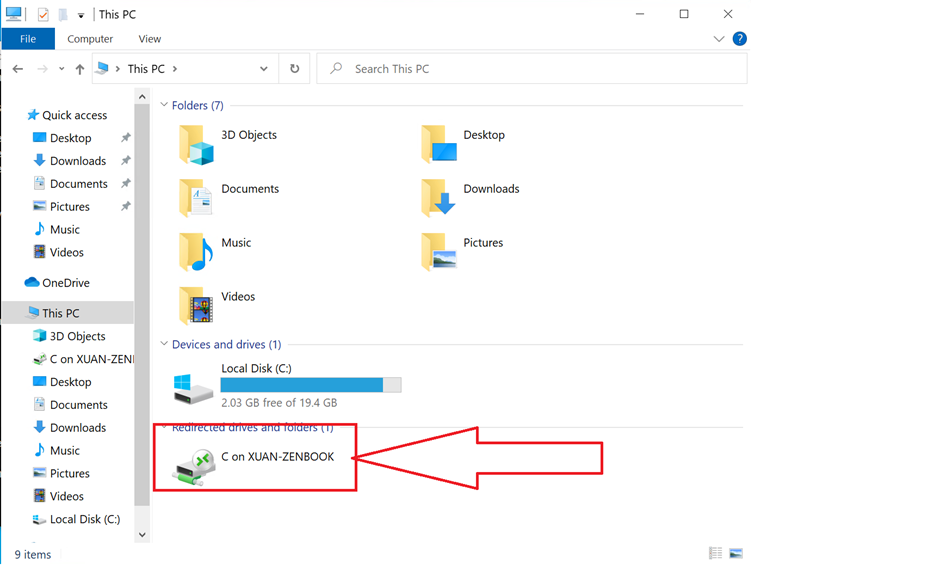 This PC
File Computer View
This PC
Search This PC
Quick access
Desktop
Downloads
Documents
Pictures
Music
Videos
OneDrive
This PC
3D Objects
C on XUAN-ZEN
Desktop
Documents
Downloads
Music
Pictures
Videos
Local Disk (C:)
Folders (7)
3D Objects
Desktop
Documents
Downloads
Music
Pictures
Videos
Devices and drives (1)
Local Disk (C:)
2.03 GB free of 19.4 GB
Redirected drives and folders (1)
C on XUAN-ZENBOOK
9 items